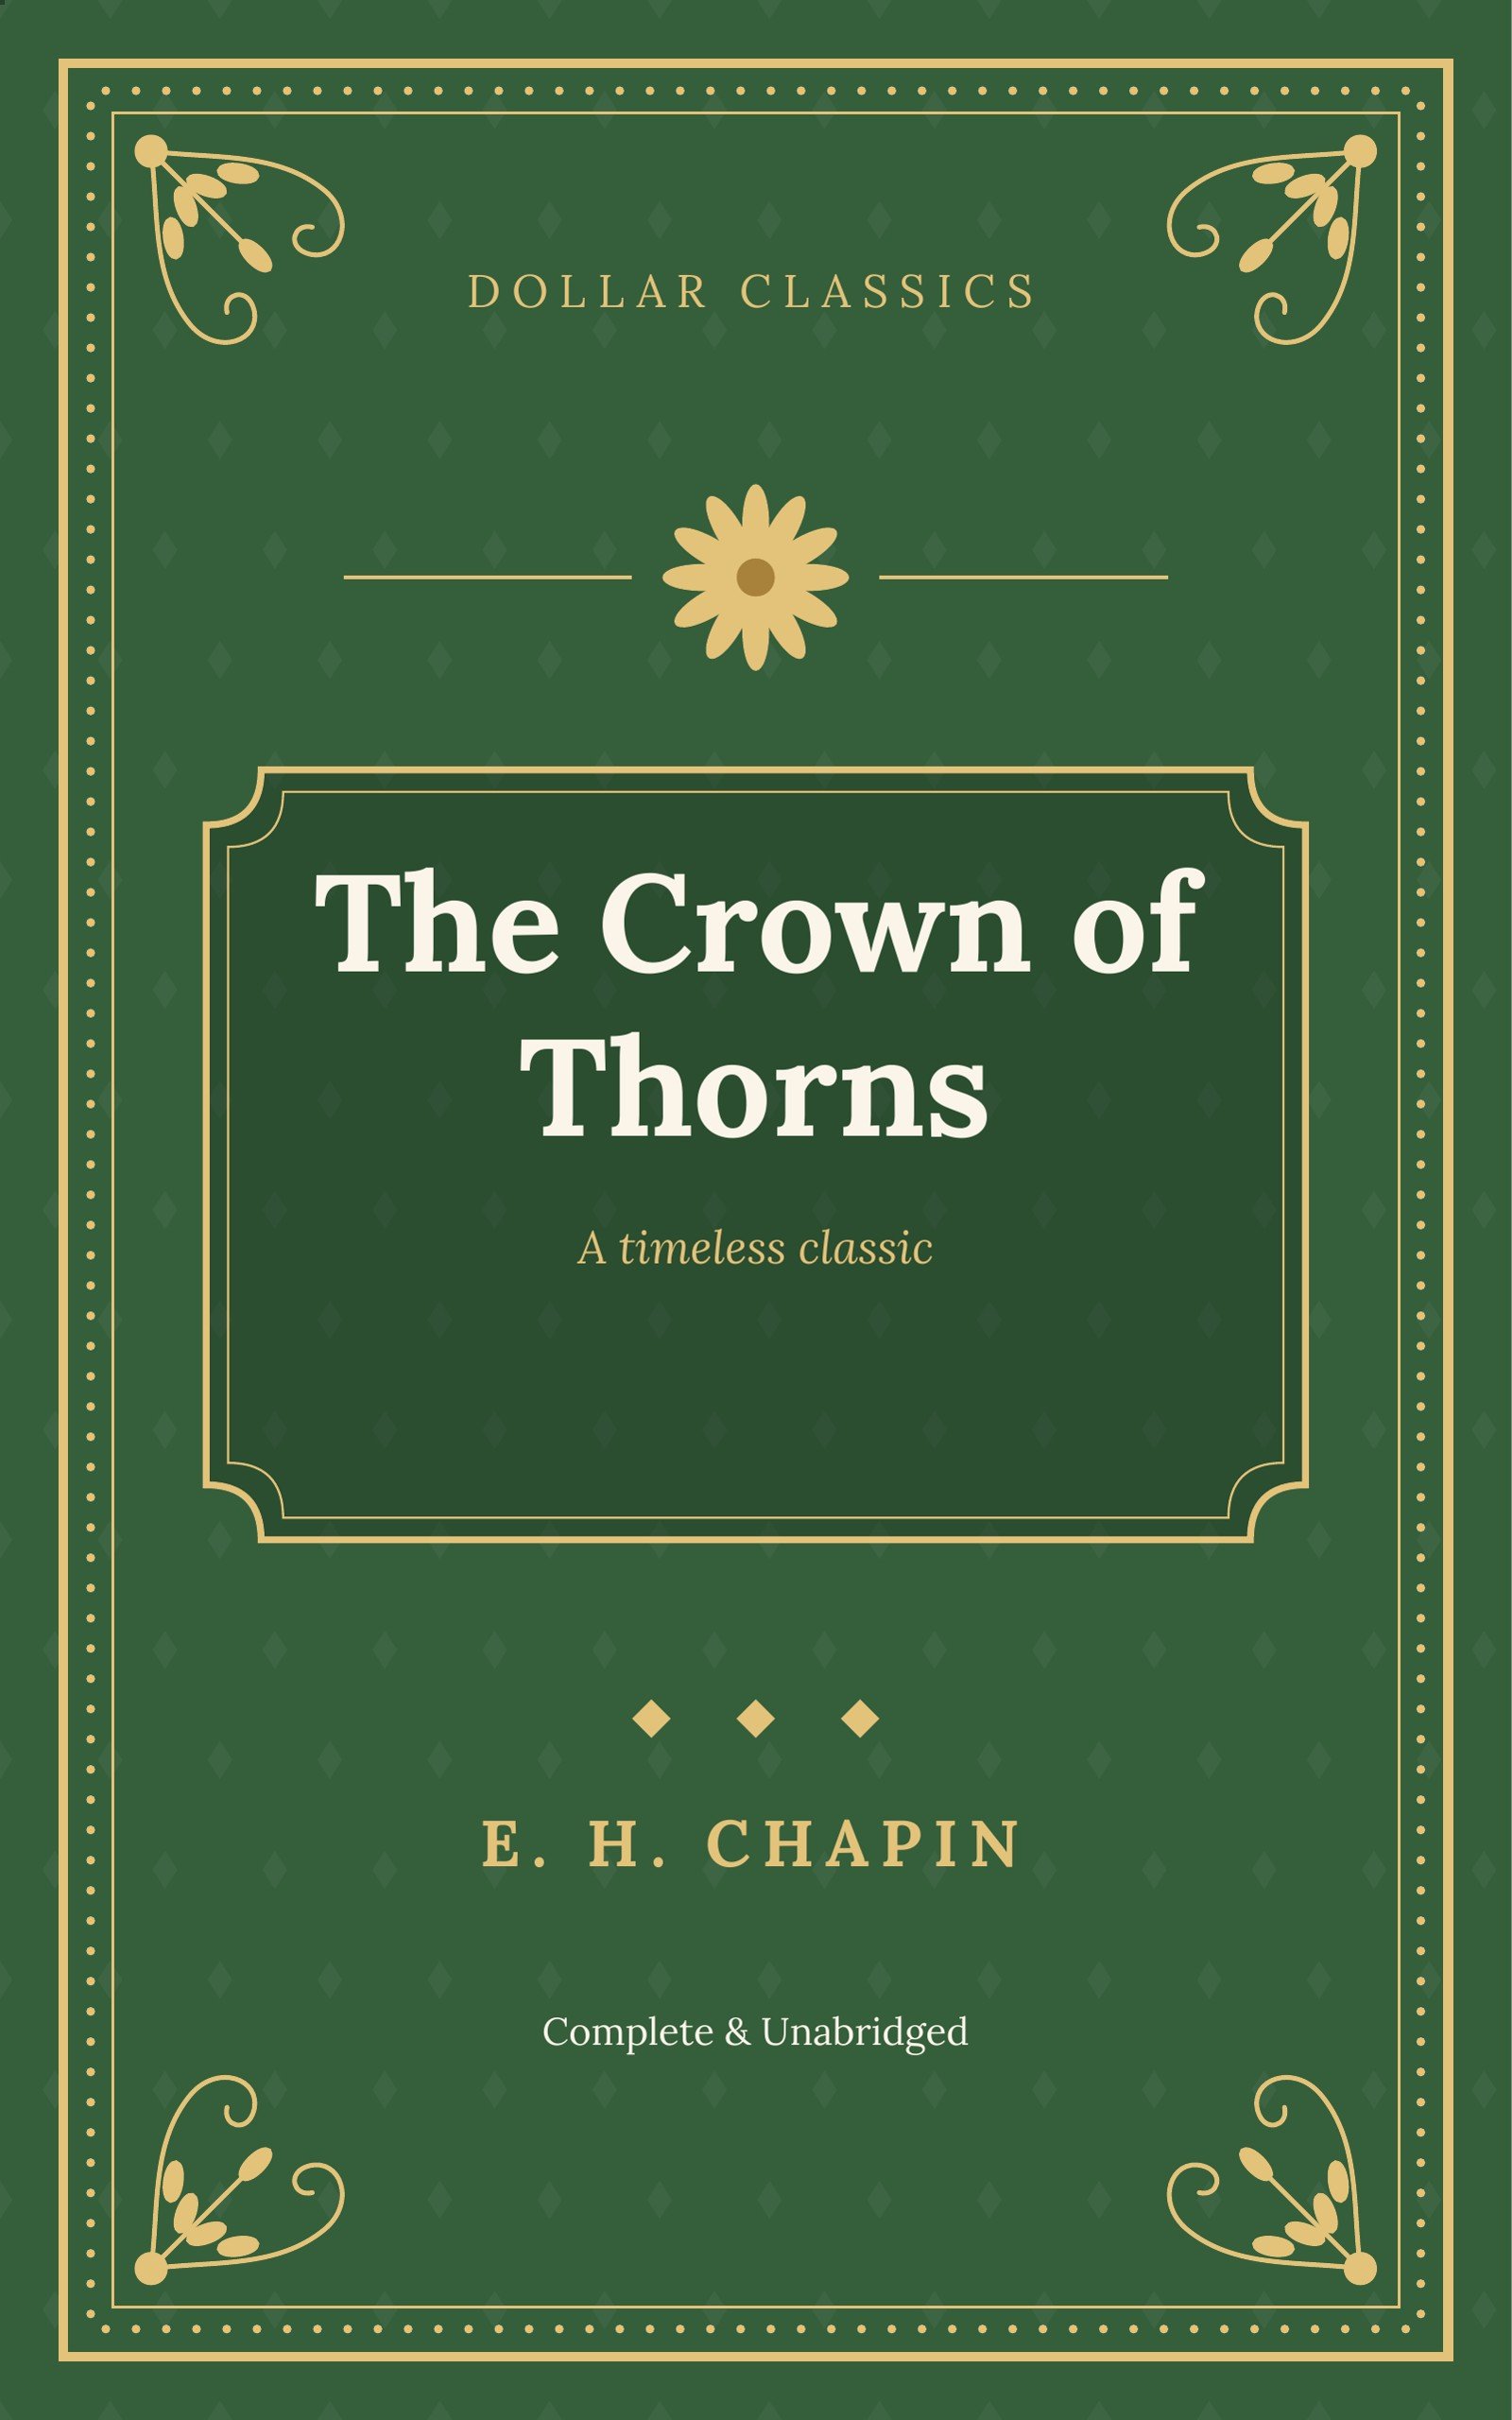 DOLLAR CLASSICS
The Crown of
Thorns
A timeless classic
E. H. CHAPIN
Complete & Unabridged